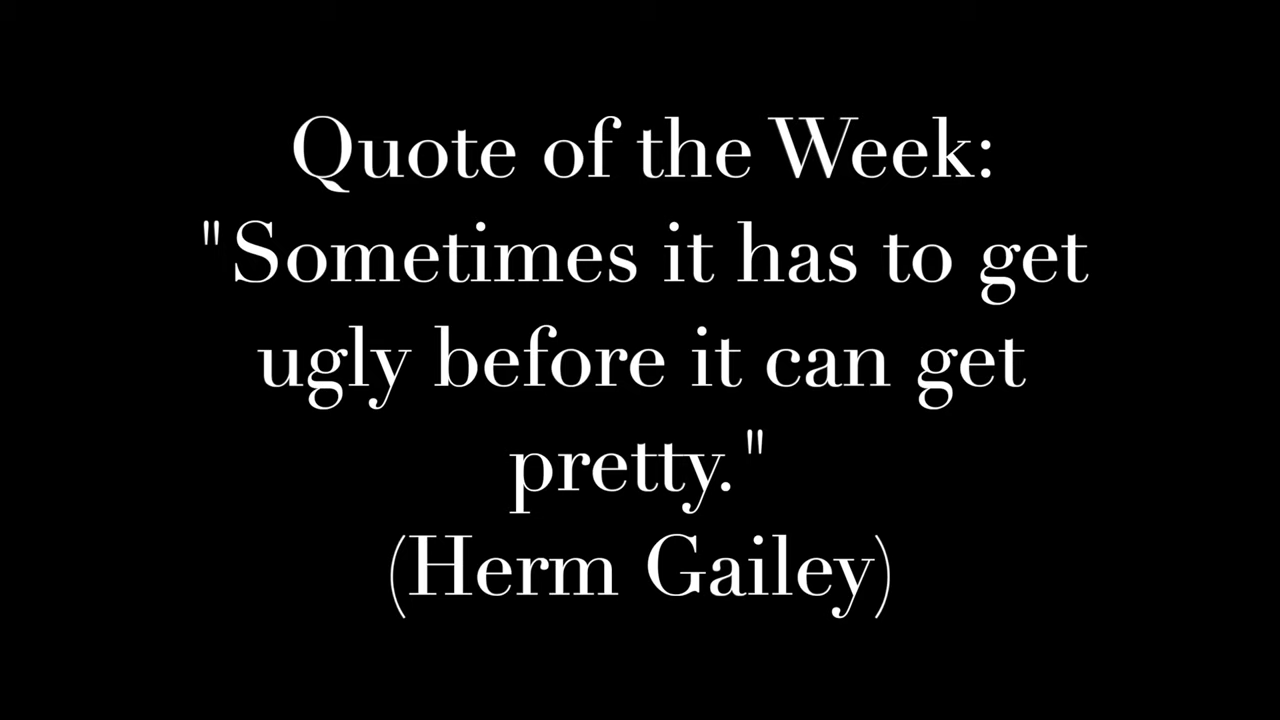 Quote of the Week:
"Sometimes it has to get
ugly before it can get
pretty."
(Herm Gailey)